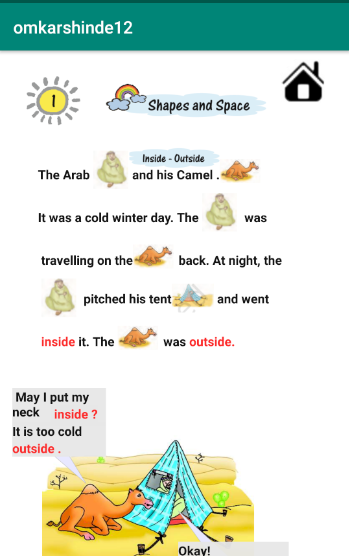 omkarshinde12
1
Shapes and Space
Inside - Outside
The Arab and his Camel .
It was a cold winter day. The was
travelling on the back. At night, the
pitched his tent and went
inside it. The was outside.
May I put my
neck inside ?
It is too cold
outside .
Okay!